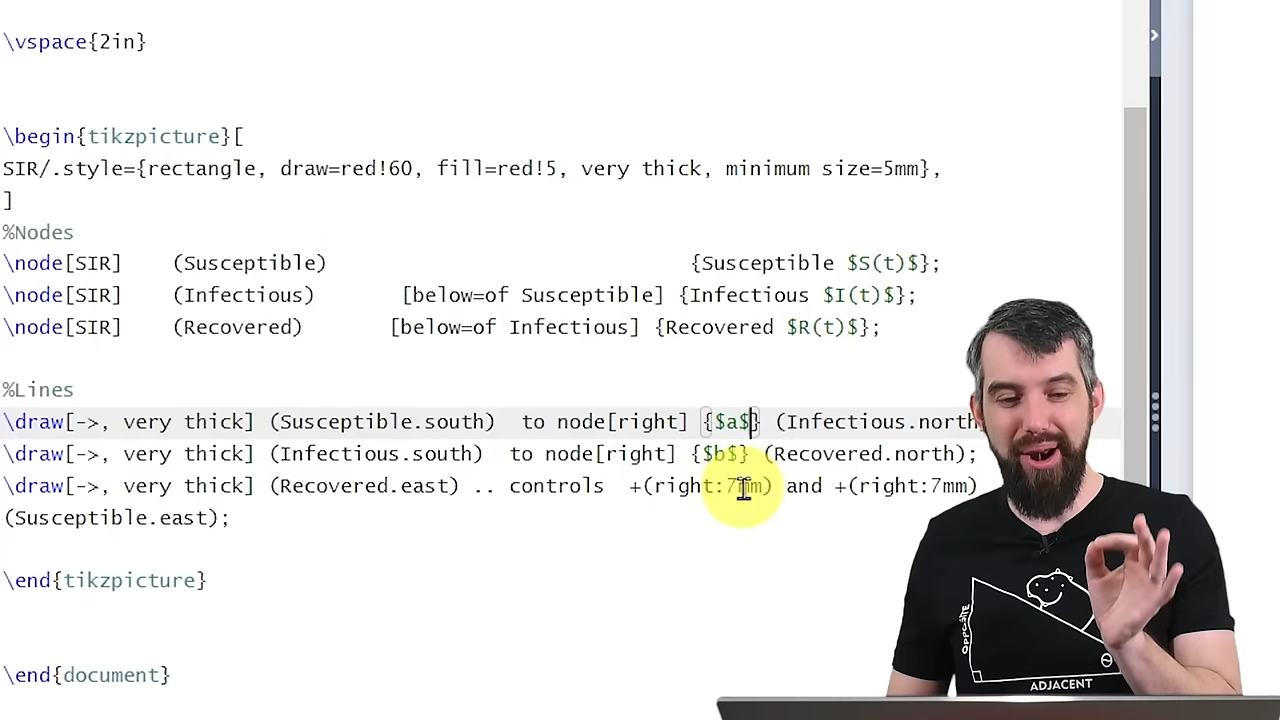 \vspace{2in}
\begin{tikzpicture}[
SIR/.style={rectangle, draw=red!60, fill=red!5, very thick, minimum size=5mm},
]
%Nodes
\node[SIR] (Susceptible) {Susceptible $S(t)$};
\node[SIR] (Infectious) [below=of Susceptible] {Infectious $I(t)$};
\node[SIR] (Recovered) [below=of Infectious] {Recovered $R(t)$};
%Lines
\draw[->, very thick] (Susceptible.south) to node[right] {$a$} (Infectious.north
\draw[->, very thick] (Infectious.south) to node[right] {$b$} (Recovered.north);
\draw[->, very thick] (Recovered.east) .. controls +(right:7mm) and +(right:7mm)
(Susceptible.east);
\end{tikzpicture}
\end{document}
OPPOSITE
ADJACENT